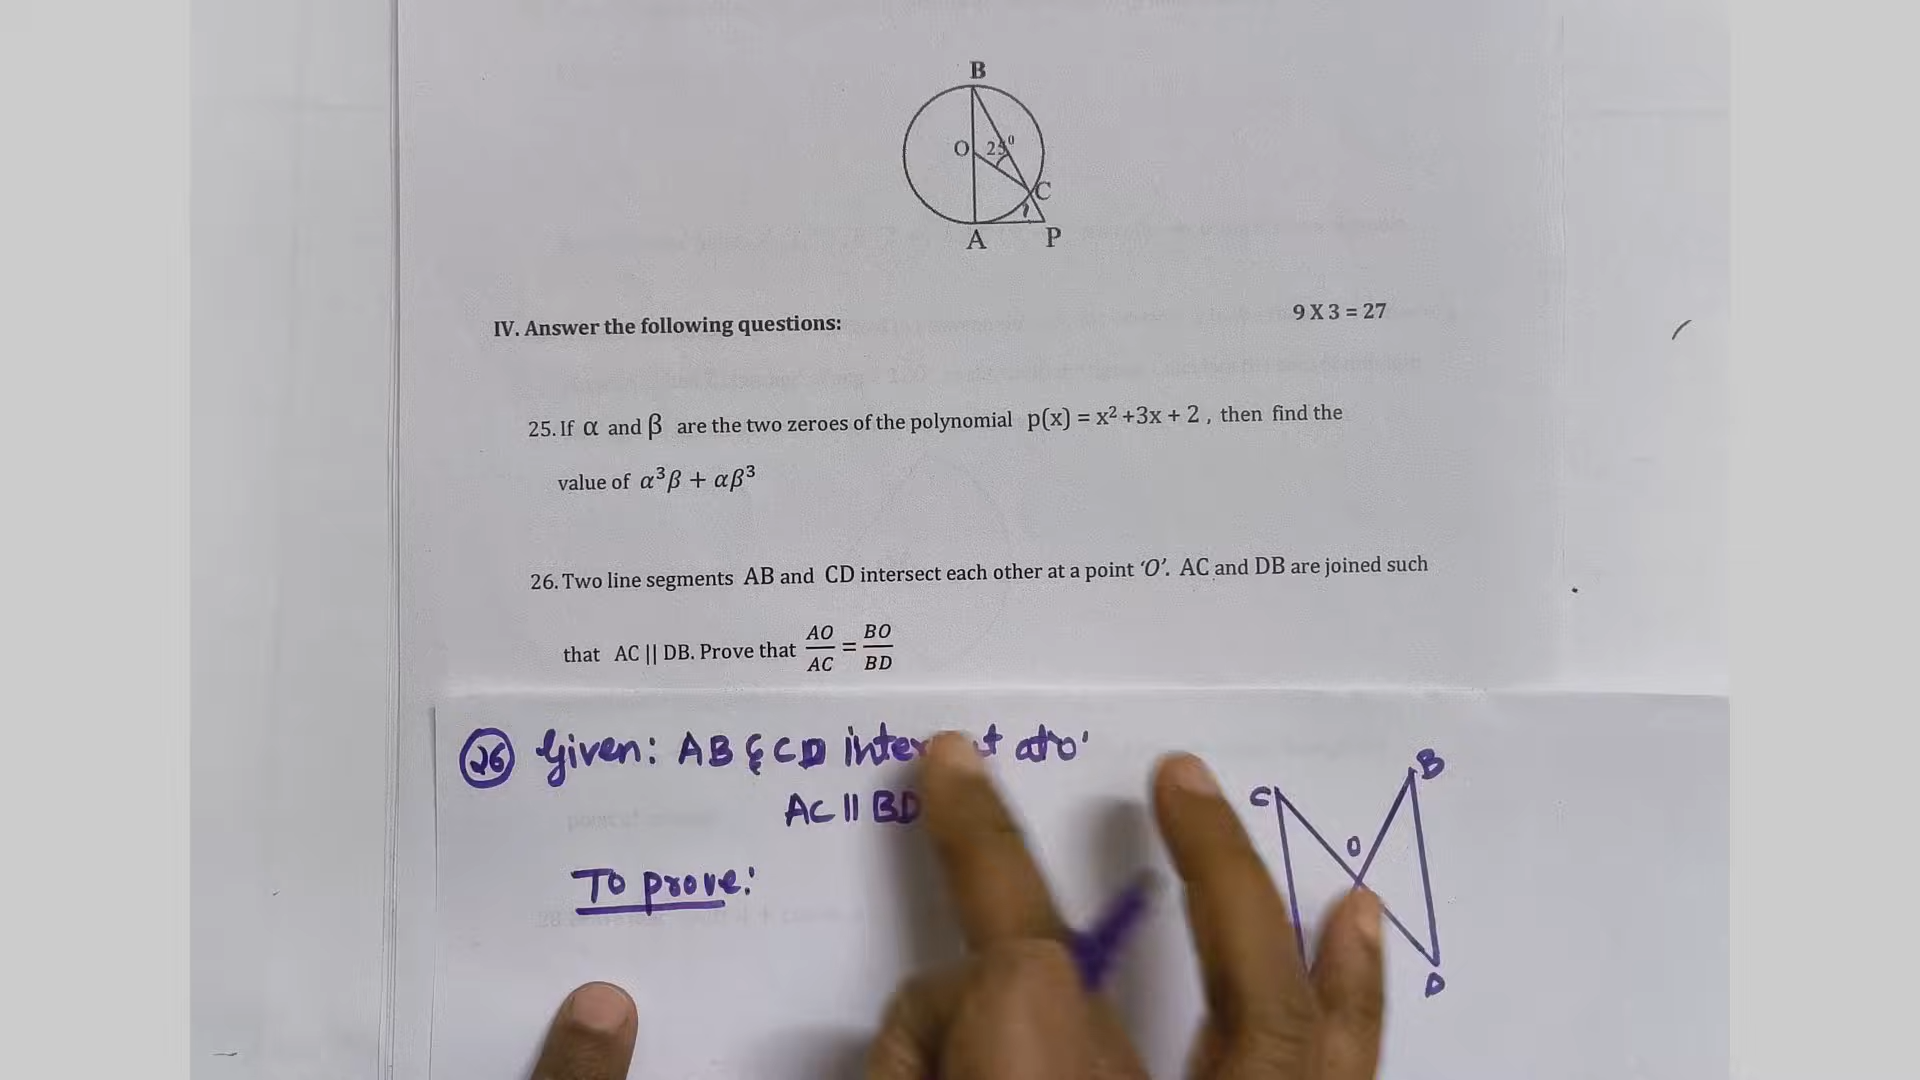 B
O 25⁰
C
A P
IV. Answer the following questions: 9 X 3 = 27
25. If α and β are the two zeroes of the polynomial p(x) = x² +3x + 2 , then find the
value of α³β + αβ³
26. Two line segments AB and CD intersect each other at a point ‘O’. AC and DB are joined such
that AC || DB. Prove that AO/AC = BO/BD
26 Given: AB & CD at 'o'
AC || BD
To prove:
B
C
O
D